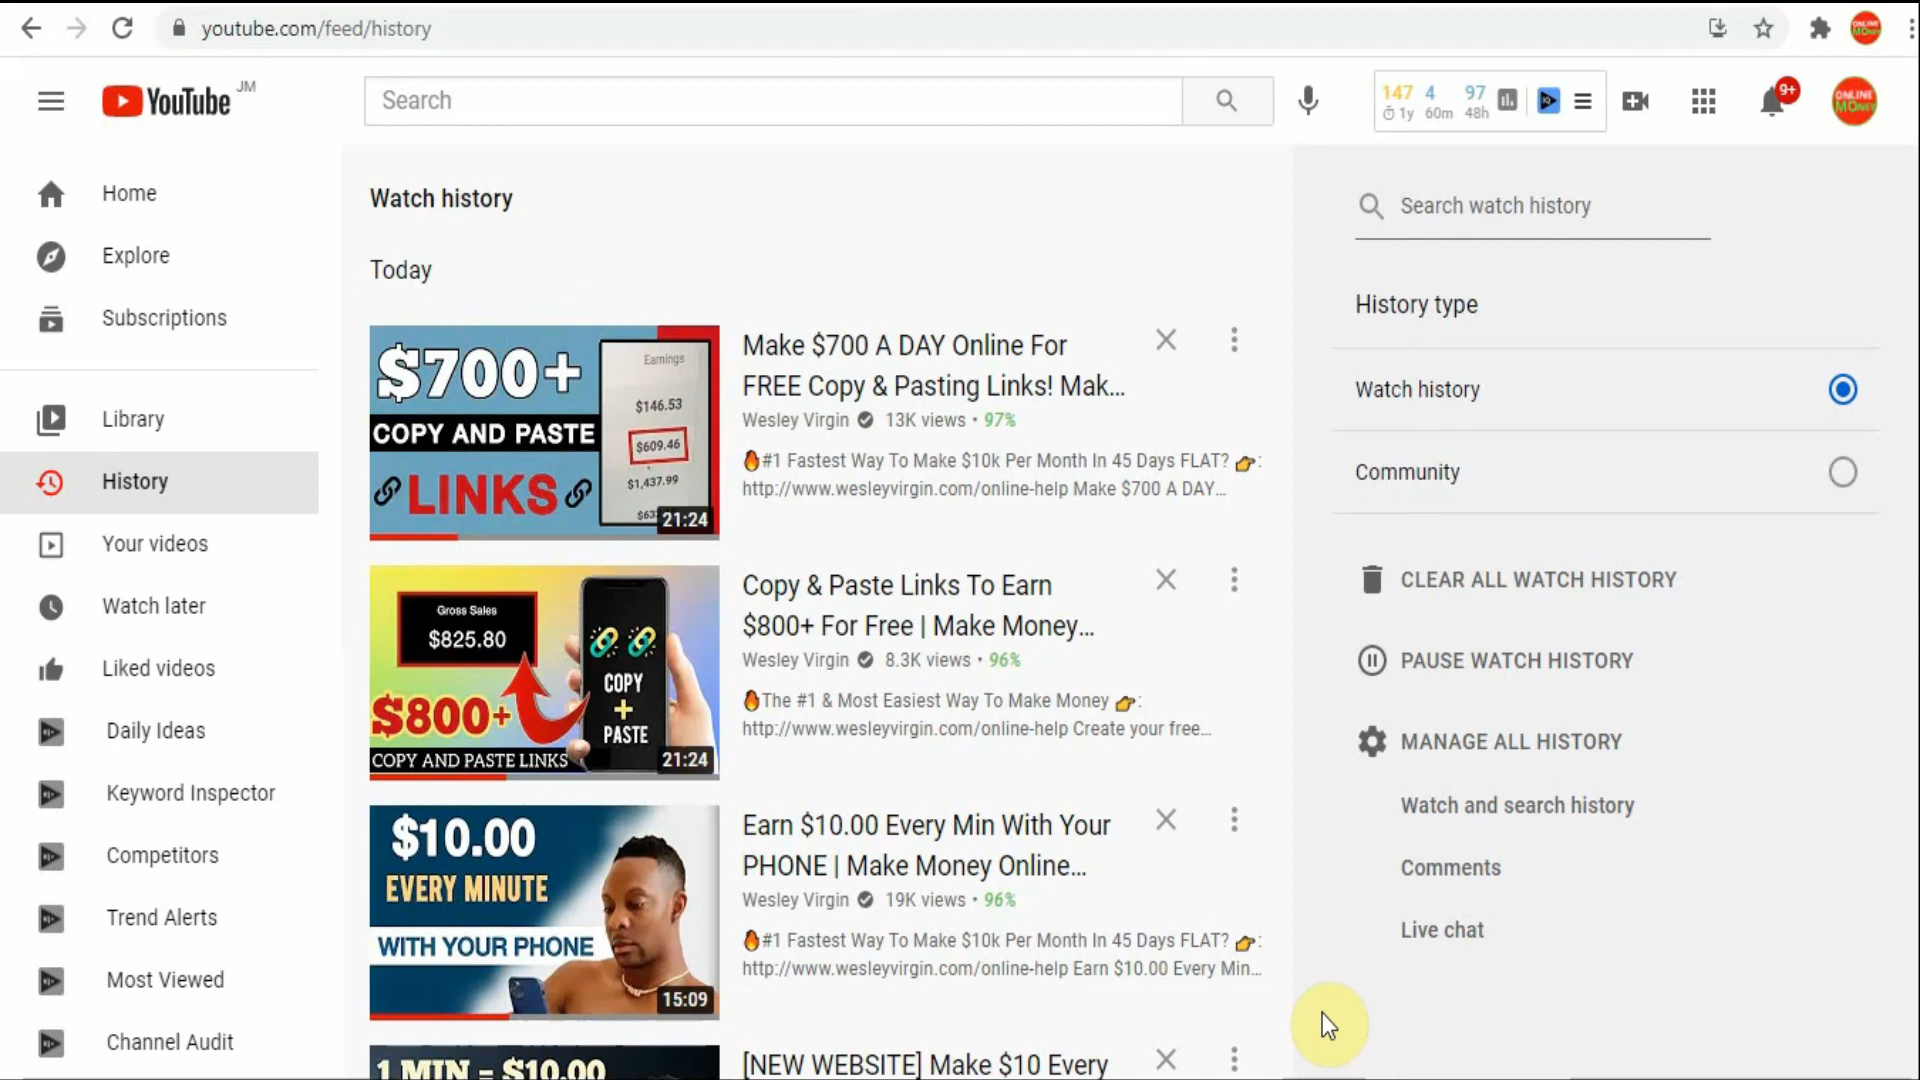 youtube.com/feed/history
YouTube JM
Search
147 4 97
1y 60m 48h
9+
ONLINE
MONEY
Home
Explore
Subscriptions
Library
History
Your videos
Watch later
Liked videos
Daily Ideas
Keyword Inspector
Competitors
Trend Alerts
Most Viewed
Channel Audit
Watch history
Today
$700+
COPY AND PASTE
LINKS
Earnings
$146.53
$609.46
$1,437.99
21:24
Make $700 A DAY Online For
FREE Copy & Pasting Links! Mak...
Wesley Virgin 13K views • 97%
🔥#1 Fastest Way To Make $10k Per Month In 45 Days FLAT? 👉:
http://www.wesleyvirgin.com/online-help Make $700 A DAY...
Gross Sales
$825.80
$800+
COPY
+
PASTE
COPY AND PASTE LINKS
21:24
Copy & Paste Links To Earn
$800+ For Free | Make Money...
Wesley Virgin 8.3K views • 96%
🔥The #1 & Most Easiest Way To Make Money 👉:
http://www.wesleyvirgin.com/online-help Create your free...
$10.00
EVERY MINUTE
WITH YOUR PHONE
15:09
Earn $10.00 Every Min With Your
PHONE | Make Money Online...
Wesley Virgin 19K views • 96%
🔥#1 Fastest Way To Make $10k Per Month In 45 Days FLAT? 👉:
http://www.wesleyvirgin.com/online-help Earn $10.00 Every Min...
1 MIN = $10.00
[NEW WEBSITE] Make $10 Every
Search watch history
History type
Watch history
Community
CLEAR ALL WATCH HISTORY
PAUSE WATCH HISTORY
MANAGE ALL HISTORY
Watch and search history
Comments
Live chat